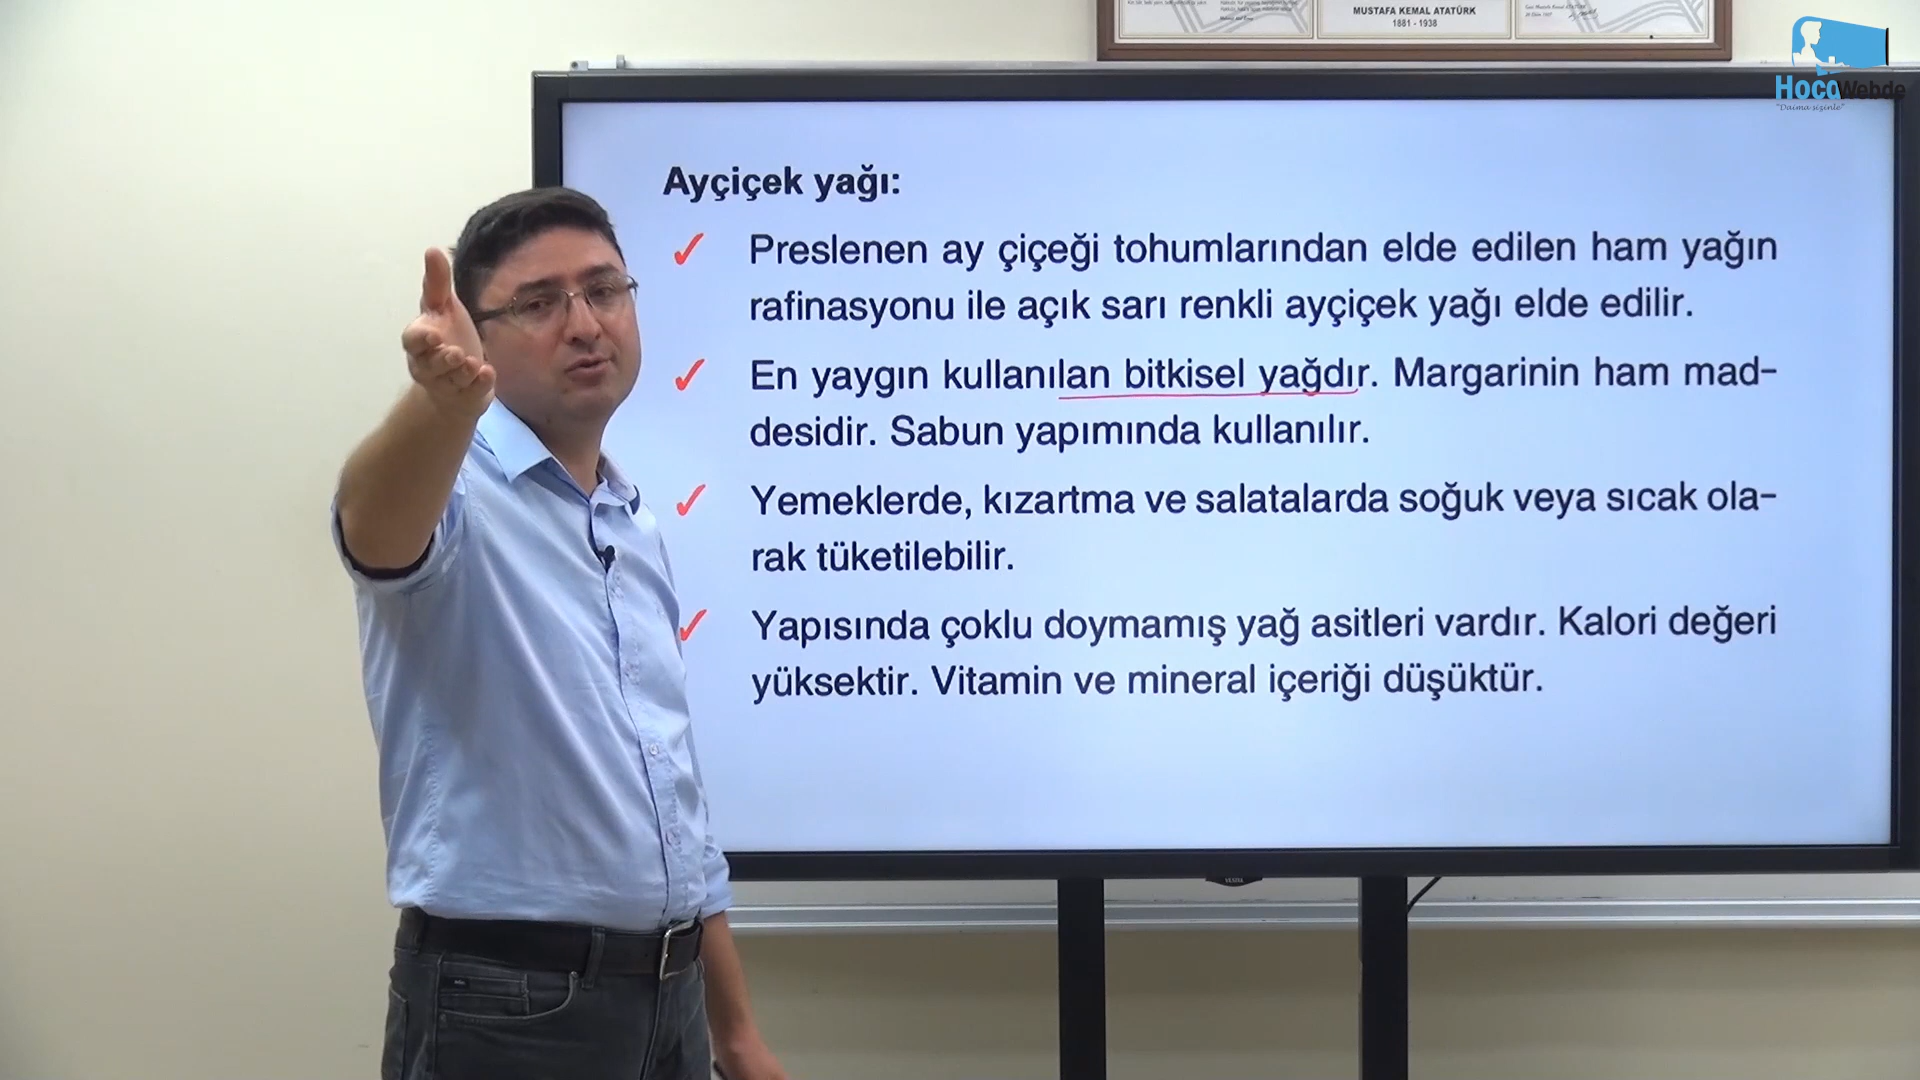 MUSTAFA KEMAL ATATÜRK
1881 - 1938
HocaWebde
"Daima sizinle"
Ayçiçek yağı:
✓ Preslenen ay çiçeği tohumlarından elde edilen ham yağın
rafinasyonu ile açık sarı renkli ayçiçek yağı elde edilir.
✓ En yaygın kullanılan bitkisel yağdır. Margarinin ham mad-
desidir. Sabun yapımında kullanılır.
✓ Yemeklerde, kızartma ve salatalarda soğuk veya sıcak ola-
rak tüketilebilir.
✓ Yapısında çoklu doymamış yağ asitleri vardır. Kalori değeri
yüksektir. Vitamin ve mineral içeriği düşüktür.